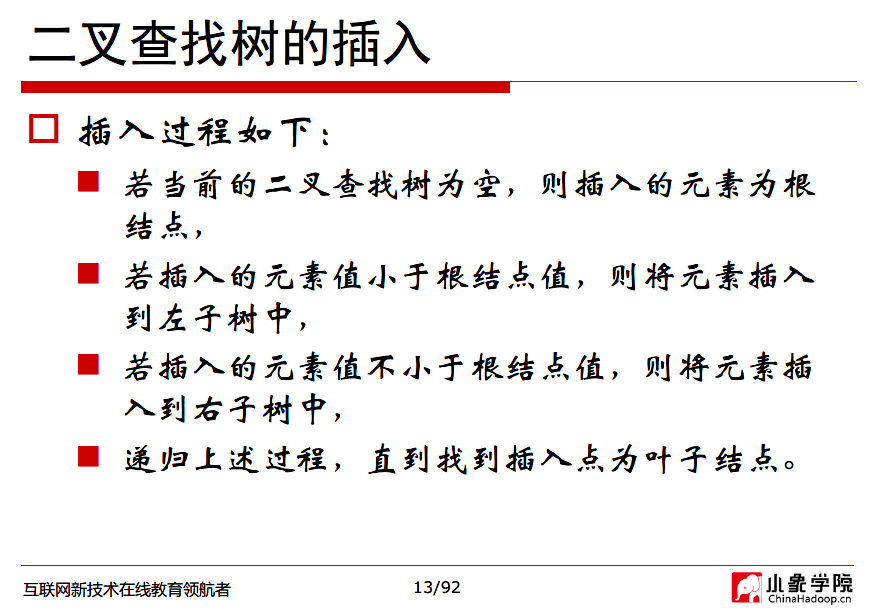 二叉查找树的插入
插入过程如下：
若当前的二叉查找树为空，则插入的元素为根
结点，
若插入的元素值小于根结点值，则将元素插入
到左子树中，
若插入的元素值不小于根结点值，则将元素插
入到右子树中，
递归上述过程，直到找到插入点为叶子结点。
互联网新技术在线教育领航者
13/92
小象学院
ChinaHadoop.cn